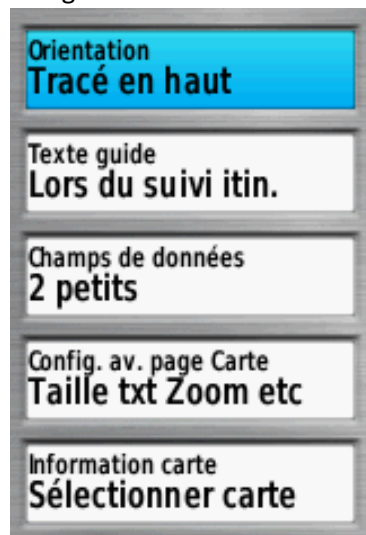 Orientation
Tracé en haut
Texte guide
Lors du suivi itin.
Champs de données
2 petits
Config. av. page Carte
Taille txt Zoom etc
Information carte
Sélectionner carte